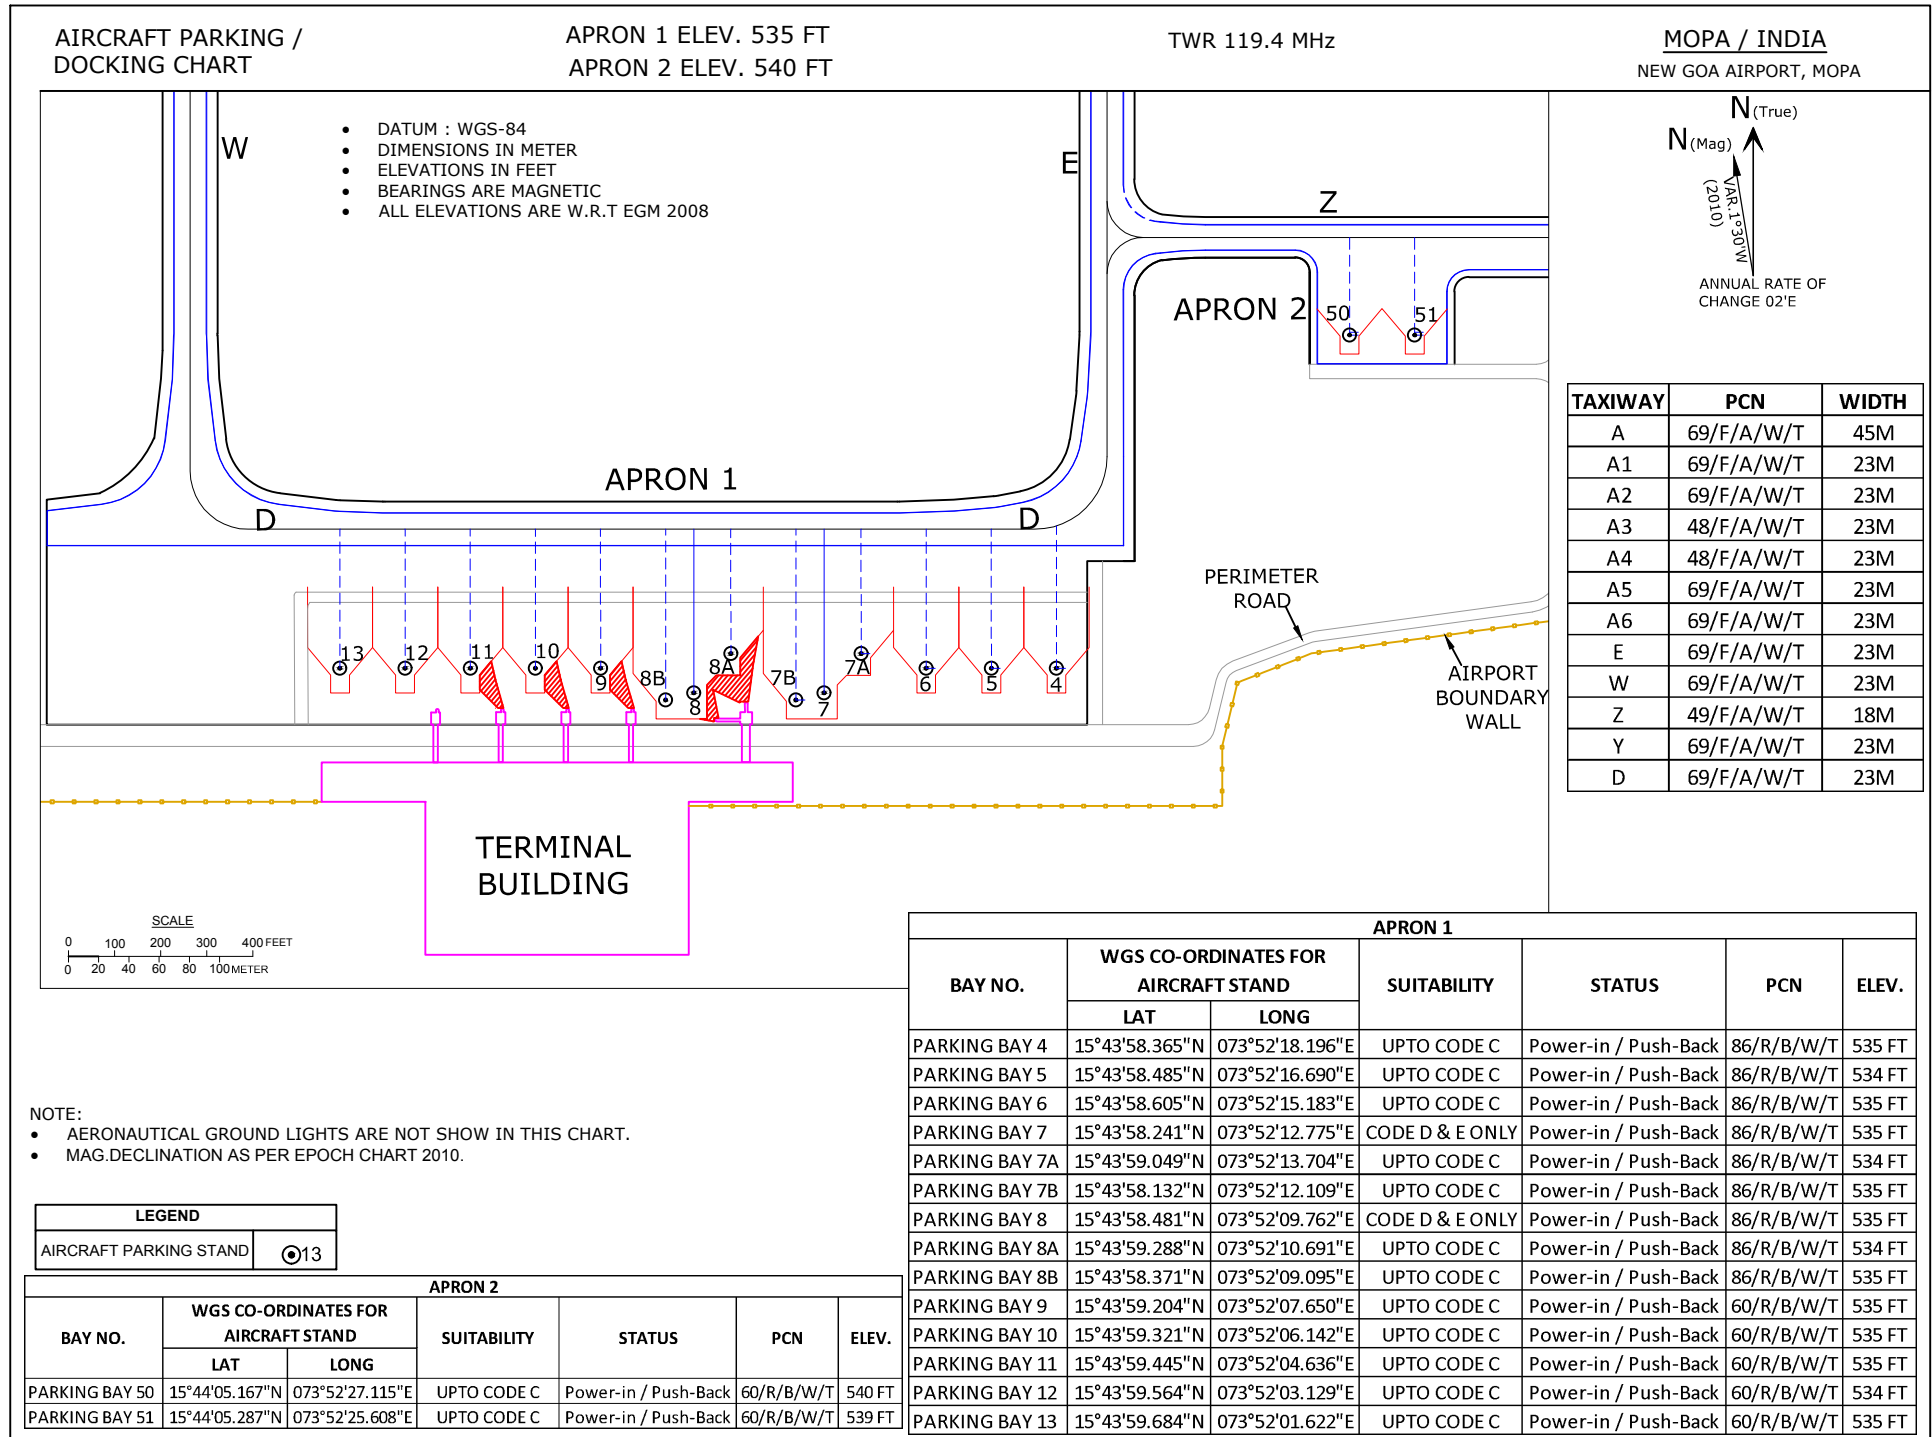 AIRCRAFT PARKING /
DOCKING CHART
APRON 1 ELEV. 535 FT
APRON 2 ELEV. 540 FT
TWR 119.4 MHz
MOPA / INDIA
NEW GOA AIRPORT, MOPA
• DATUM : WGS-84
• DIMENSIONS IN METER
• ELEVATIONS IN FEET
• BEARINGS ARE MAGNETIC
• ALL ELEVATIONS ARE W.R.T EGM 2008
W
E
Z
N (True)
N (Mag)
VAR.1°30'W
(2010)
ANNUAL RATE OF
CHANGE 02'E
APRON 2
50
51
APRON 1
D
D
13
12
11
10
9
8B
8
8A
7B
7
7A
6
5
4
PERIMETER
ROAD
AIRPORT
BOUNDARY
WALL
TERMINAL
BUILDING
TAXIWAY PCN WIDTH
A 69/F/A/W/T 45M
A1 69/F/A/W/T 23M
A2 69/F/A/W/T 23M
A3 48/F/A/W/T 23M
A4 48/F/A/W/T 23M
A5 69/F/A/W/T 23M
A6 69/F/A/W/T 23M
E 69/F/A/W/T 23M
W 69/F/A/W/T 23M
Z 49/F/A/W/T 18M
Y 69/F/A/W/T 23M
D 69/F/A/W/T 23M
SCALE
0 100 200 300 400 FEET
0 20 40 60 80 100 METER
NOTE:
• AERONAUTICAL GROUND LIGHTS ARE NOT SHOW IN THIS CHART.
• MAG.DECLINATION AS PER EPOCH CHART 2010.
LEGEND
AIRCRAFT PARKING STAND 13
APRON 2
BAY NO. WGS CO-ORDINATES FOR AIRCRAFT STAND SUITABILITY STATUS PCN ELEV.
LAT LONG
PARKING BAY 50 15°44'05.167"N 073°52'27.115"E UPTO CODE C Power-in / Push-Back 60/R/B/W/T 540 FT
PARKING BAY 51 15°44'05.287"N 073°52'25.608"E UPTO CODE C Power-in / Push-Back 60/R/B/W/T 539 FT
APRON 1
BAY NO. WGS CO-ORDINATES FOR AIRCRAFT STAND SUITABILITY STATUS PCN ELEV.
LAT LONG
PARKING BAY 4 15°43'58.365"N 073°52'18.196"E UPTO CODE C Power-in / Push-Back 86/R/B/W/T 535 FT
PARKING BAY 5 15°43'58.485"N 073°52'16.690"E UPTO CODE C Power-in / Push-Back 86/R/B/W/T 534 FT
PARKING BAY 6 15°43'58.605"N 073°52'15.183"E UPTO CODE C Power-in / Push-Back 86/R/B/W/T 535 FT
PARKING BAY 7 15°43'58.241"N 073°52'12.775"E CODE D & E ONLY Power-in / Push-Back 86/R/B/W/T 535 FT
PARKING BAY 7A 15°43'59.049"N 073°52'13.704"E UPTO CODE C Power-in / Push-Back 86/R/B/W/T 534 FT
PARKING BAY 7B 15°43'58.132"N 073°52'12.109"E UPTO CODE C Power-in / Push-Back 86/R/B/W/T 535 FT
PARKING BAY 8 15°43'58.481"N 073°52'09.762"E CODE D & E ONLY Power-in / Push-Back 86/R/B/W/T 535 FT
PARKING BAY 8A 15°43'59.288"N 073°52'10.691"E UPTO CODE C Power-in / Push-Back 86/R/B/W/T 534 FT
PARKING BAY 8B 15°43'58.371"N 073°52'09.095"E UPTO CODE C Power-in / Push-Back 86/R/B/W/T 535 FT
PARKING BAY 9 15°43'59.204"N 073°52'07.650"E UPTO CODE C Power-in / Push-Back 60/R/B/W/T 535 FT
PARKING BAY 10 15°43'59.321"N 073°52'06.142"E UPTO CODE C Power-in / Push-Back 60/R/B/W/T 535 FT
PARKING BAY 11 15°43'59.445"N 073°52'04.636"E UPTO CODE C Power-in / Push-Back 60/R/B/W/T 535 FT
PARKING BAY 12 15°43'59.564"N 073°52'03.129"E UPTO CODE C Power-in / Push-Back 60/R/B/W/T 534 FT
PARKING BAY 13 15°43'59.684"N 073°52'01.622"E UPTO CODE C Power-in / Push-Back 60/R/B/W/T 535 FT